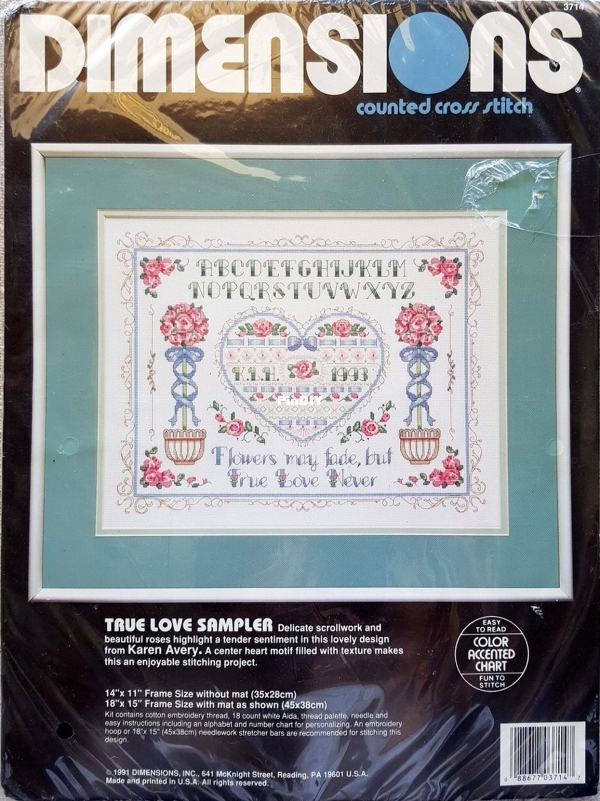 3714
DIMENSIONS®
counted cross stitch
ABCDEFGHIJKLM
NOPQRSTUVWXYZ
K.L.H. 1993
PinDIY
Flowers may fade, but
True Love Never
TRUE LOVE SAMPLER Delicate scrollwork and
beautiful roses highlight a tender sentiment in this lovely design
from Karen Avery. A center heart motif filled with texture makes
this an enjoyable stitching project.
EASY
TO READ
COLOR
ACCENTED
CHART
FUN TO
STITCH
14"x 11" Frame Size without mat (35x28cm)
18"x 15" Frame Size with mat as shown (45x38cm)
Kit contains cotton embroidery thread, 18 count white Aida, thread palette, needle and
easy instructions including an alphabet and number chart for personalizing. An embroidery
hoop or 18"x 15" (45x38cm) needlework stretcher bars are recommended for stitching this
design.
© 1991 DIMENSIONS, INC., 641 McKnight Street, Reading, PA 19601 U.S.A.
Made and printed in U.S.A. All rights reserved.
0 88677 03714 7